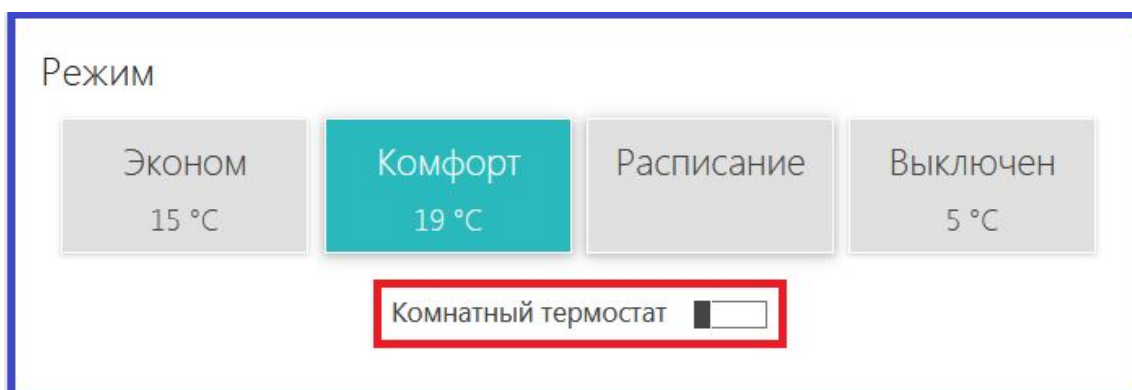 Режим
Эконом
15 °C
Комфорт
19 °C
Расписание
Выключен
5 °C
Комнатный термостат